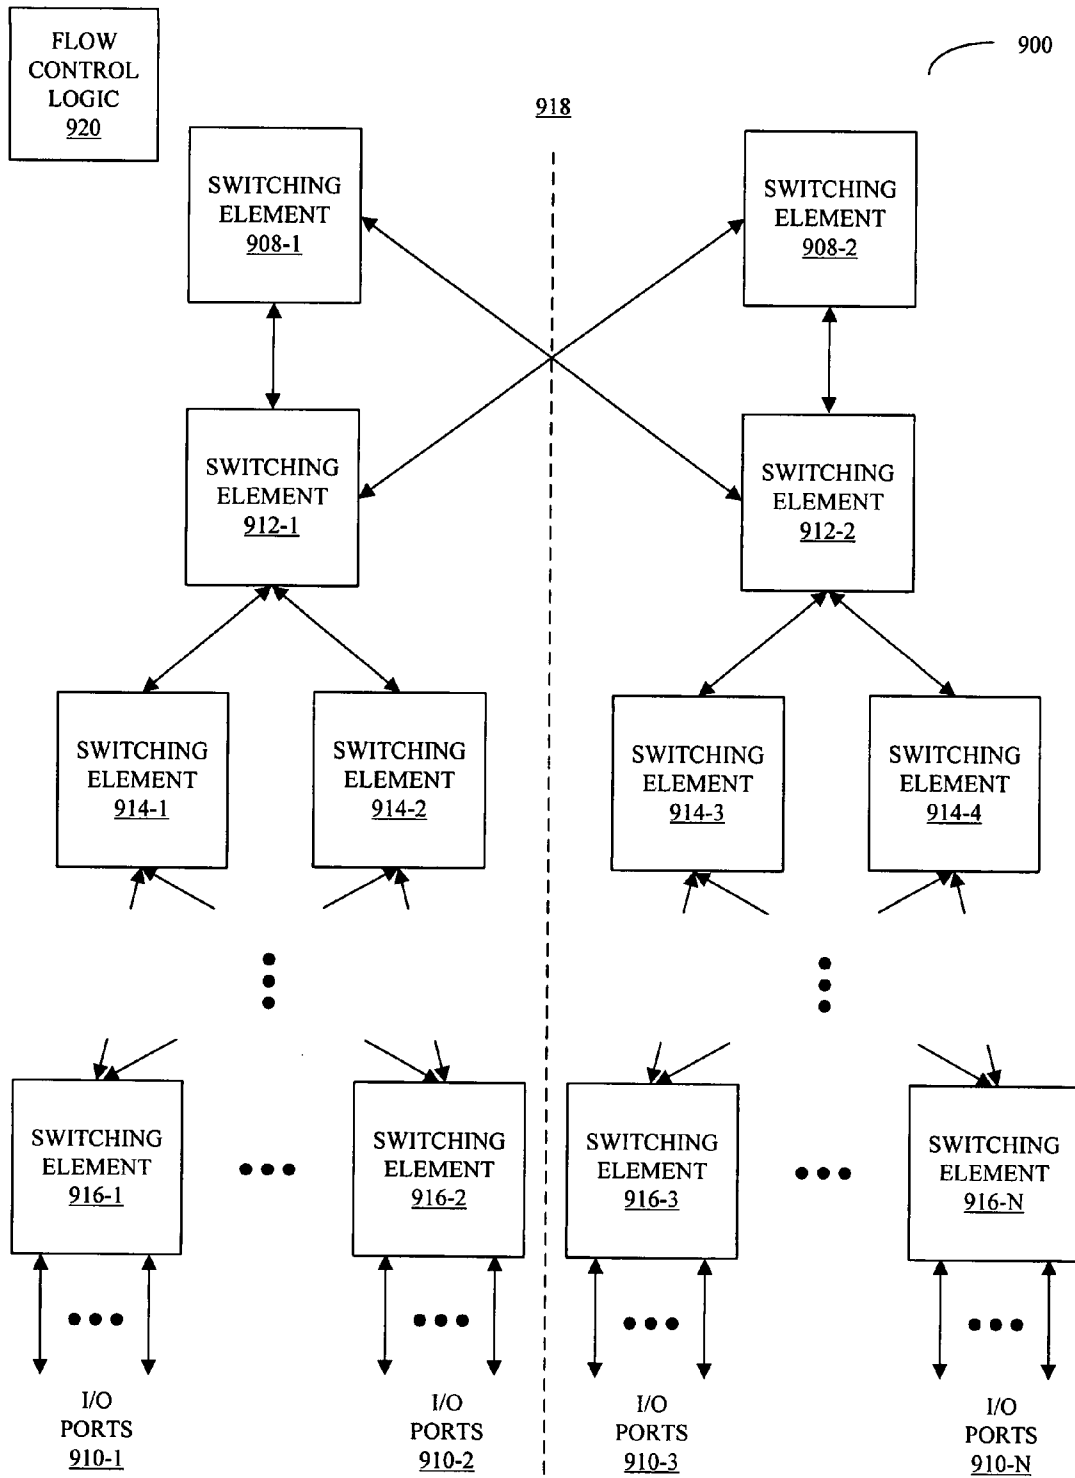 FLOW
CONTROL
LOGIC
920
900
918
SWITCHING
ELEMENT
908-1
SWITCHING
ELEMENT
908-2
SWITCHING
ELEMENT
912-1
SWITCHING
ELEMENT
912-2
SWITCHING
ELEMENT
914-1
SWITCHING
ELEMENT
914-2
SWITCHING
ELEMENT
914-3
SWITCHING
ELEMENT
914-4
SWITCHING
ELEMENT
916-1
SWITCHING
ELEMENT
916-2
SWITCHING
ELEMENT
916-3
SWITCHING
ELEMENT
916-N
I/O
PORTS
910-1
I/O
PORTS
910-2
I/O
PORTS
910-3
I/O
PORTS
910-N